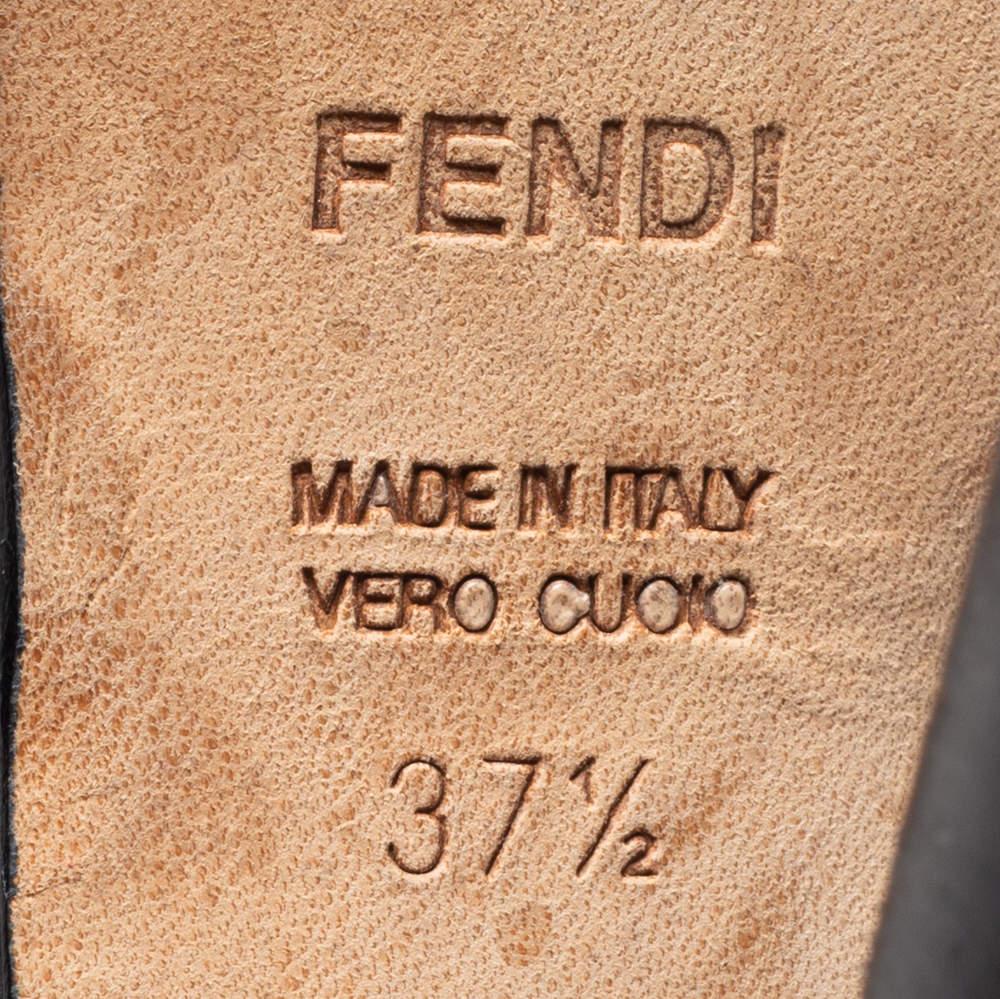 FENDI
MADE IN ITALY
VERO CUOIO
37½